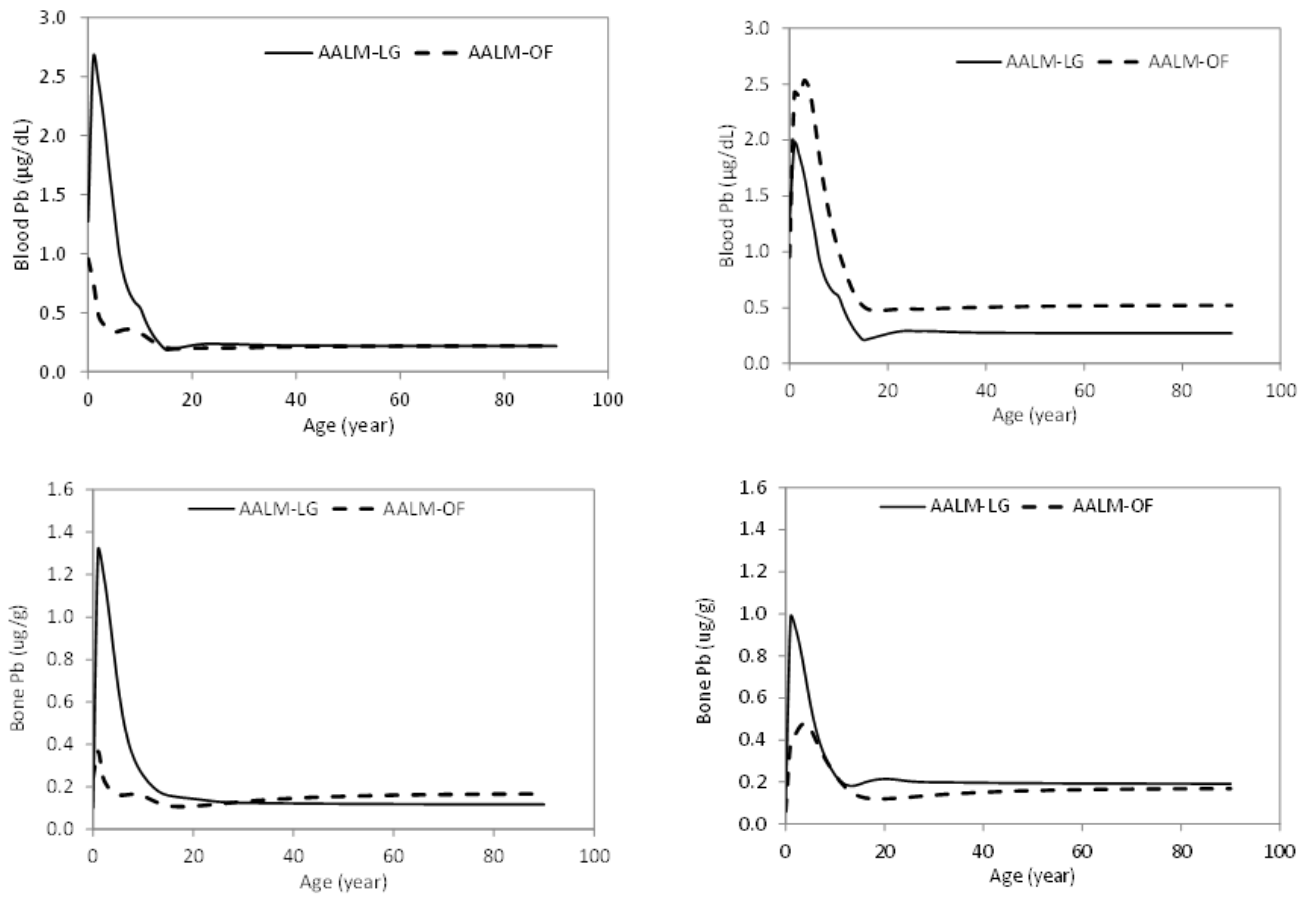 3.0
2.5
2.0
1.5
1.0
0.5
0.0
Blood Pb (µg/dL)
AALM-LG AALM-OF
0 20 40 60 80 100
Age (year)
3.0
2.5
2.0
1.5
1.0
0.5
0.0
Blood Pb (µg/dL)
AALM-LG AALM-OF
0 20 40 60 80 100
Age (year)
1.6
1.4
1.2
1.0
0.8
0.6
0.4
0.2
0.0
Bone Pb (ug/g)
AALM-LG AALM-OF
0 20 40 60 80 100
Age (year)
1.6
1.4
1.2
1.0
0.8
0.6
0.4
0.2
0.0
Bone Pb (ug/g)
AALM-LG AALM-OF
0 20 40 60 80 100
Age (year)